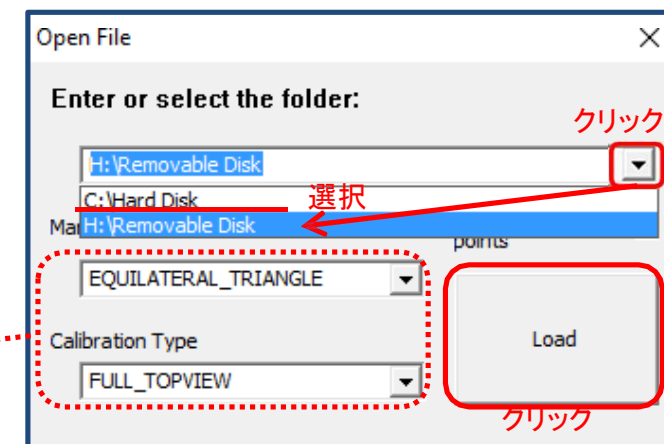 Open File
Enter or select the folder:
クリック
H:\Removable Disk
C:\Hard Disk
選択
H:\Removable Disk
points
EQUILATERAL_TRIANGLE
Calibration Type
Load
FULL_TOPVIEW
クリック